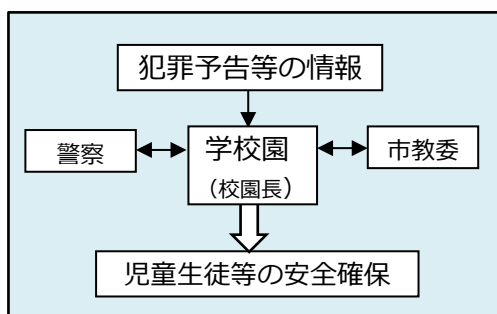 犯罪予告等の情報
警察
学校園
（校園長）
市教委
児童生徒等の安全確保